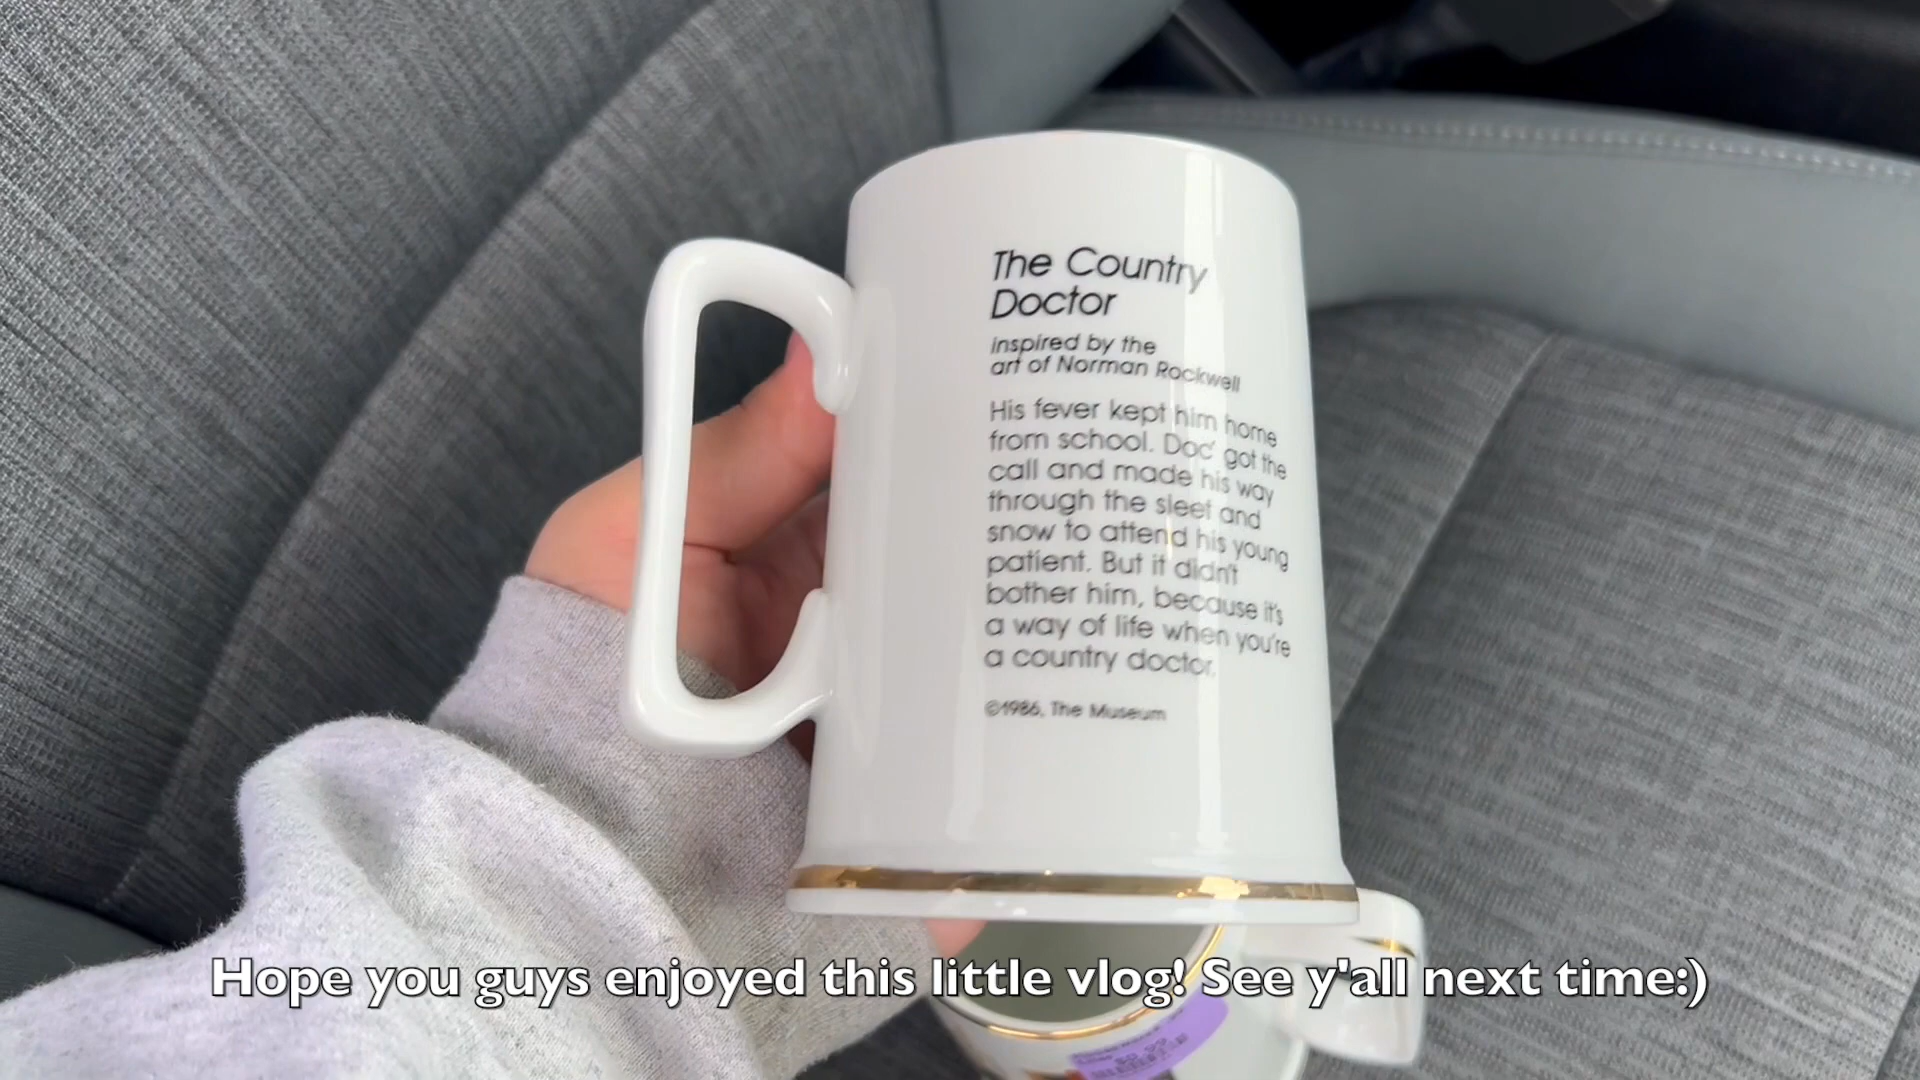 The Country
Doctor
inspired by the
art of Norman Rockwell
His fever kept him home
from school. Doc' got the
call and made his way
through the sleet and
snow to attend his young
patient. But it didn't
bother him, because it's
a way of life when you're
a country doctor.
©1986, The Museum
Hope you guys enjoyed this little vlog! See y'all next time:)